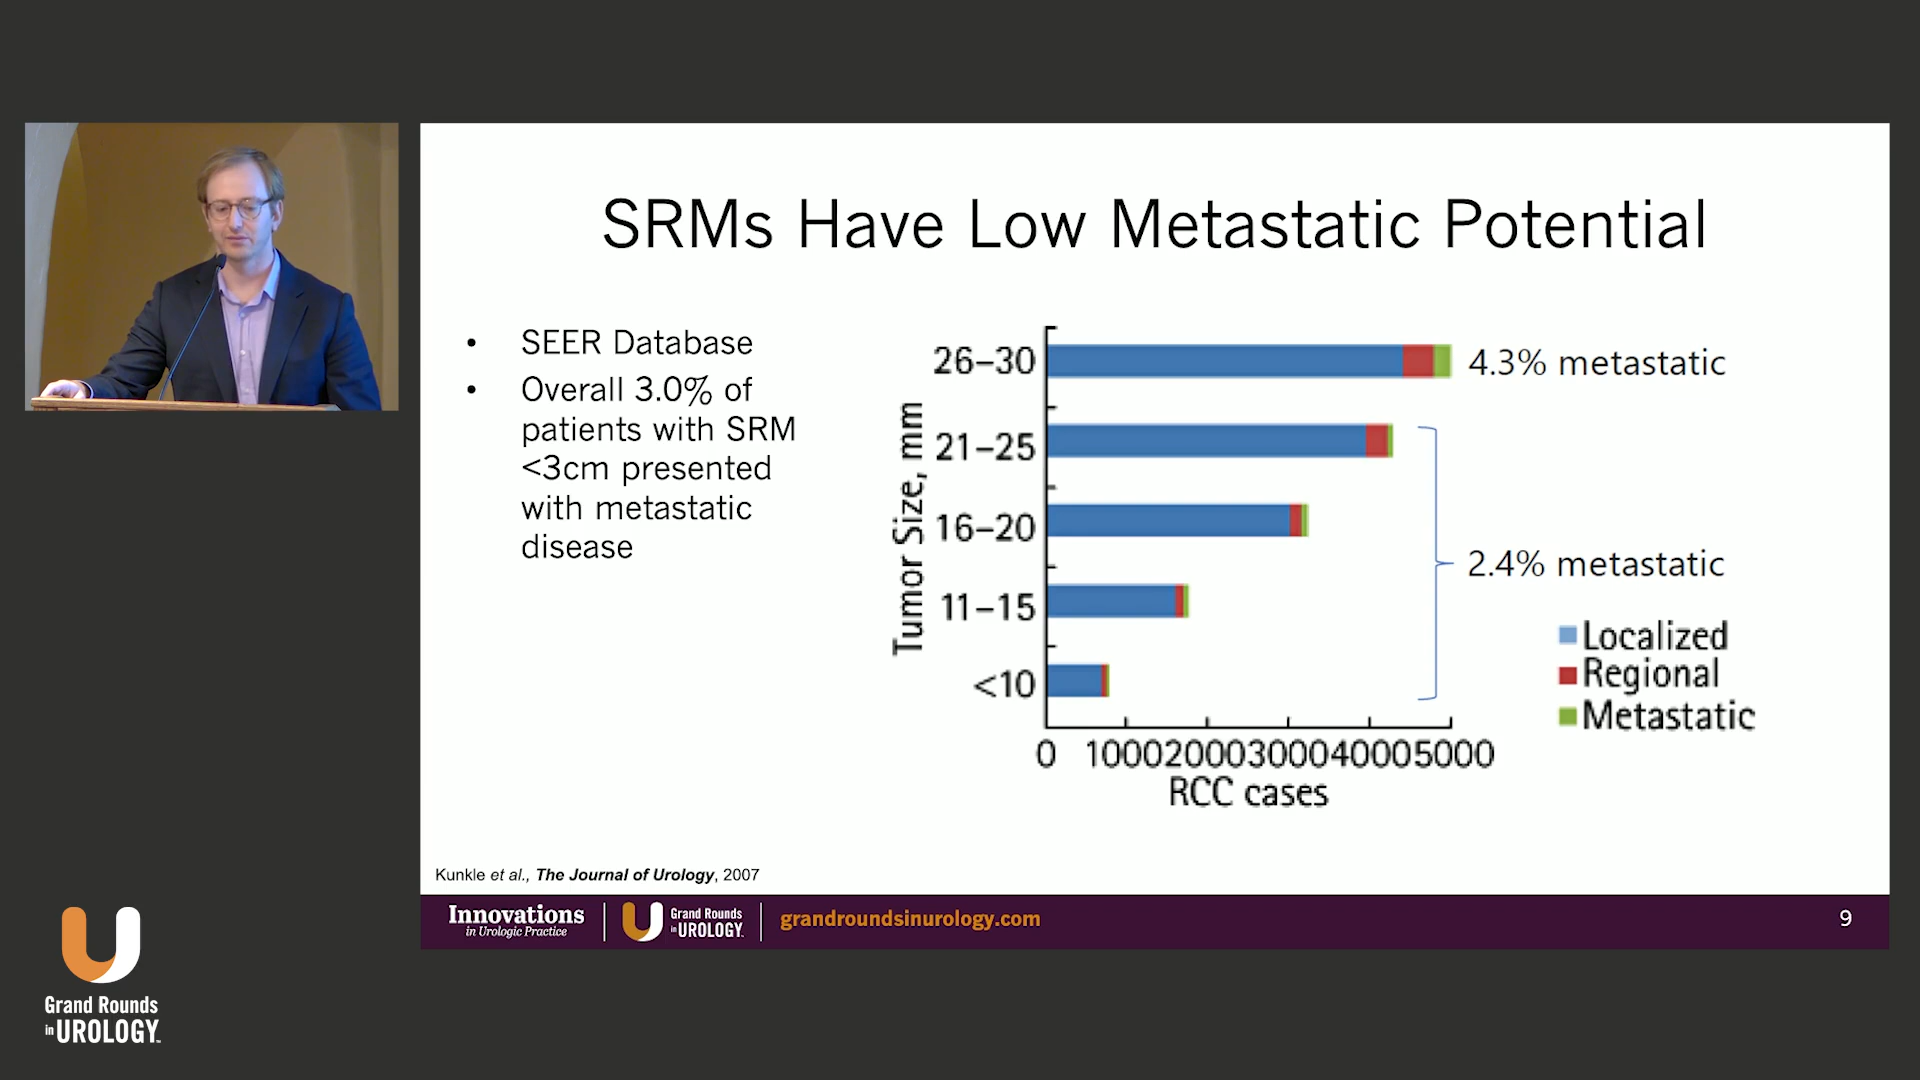 SRMs Have Low Metastatic Potential
• SEER Database
• Overall 3.0% of
patients with SRM
<3cm presented
with metastatic
disease
Tumor Size, mm
26–30
21–25
16–20
11–15
<10
0 1000 2000 3000 4000 5000
RCC cases
4.3% metastatic
2.4% metastatic
Localized
Regional
Metastatic
Kunkle et al., The Journal of Urology, 2007
Innovations
in Urologic Practice
Grand Rounds
in UROLOGY™
grandroundsinurology.com
9
Grand Rounds
in UROLOGY™